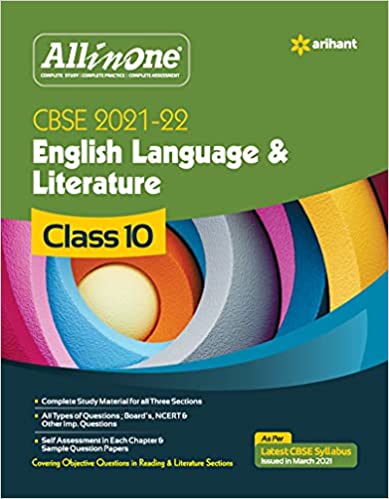 All in One
COMPLETE STUDY | COMPLETE PRACTICE | COMPLETE ASSESSMENT
arihant
CBSE 2021-22
English Language &
Literature
Class 10
• Complete Study Material for all Three Sections
• All Types of Questions ; Board's, NCERT &
Other Imp. Questions
• Self Assessment in Each Chapter &
Sample Question Papers
Covering Objective Questions in Reading & Literature Sections
As Per
Latest CBSE Syllabus
Issued in March 2021